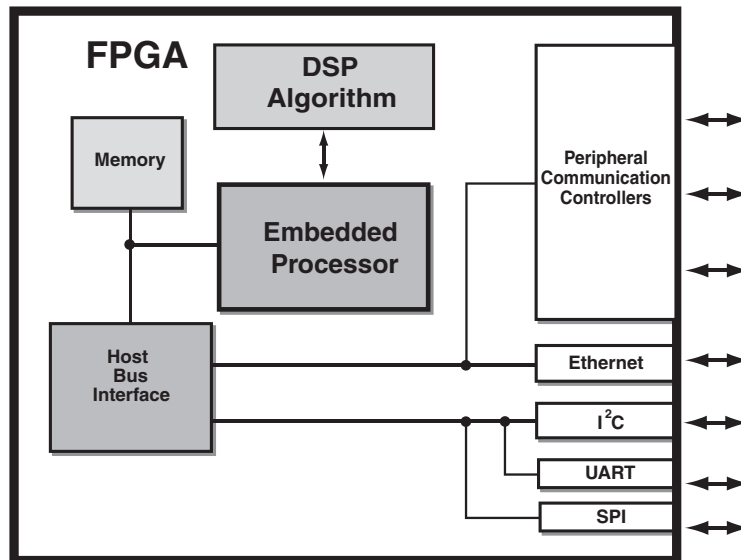 FPGA
DSP
Algorithm
Memory
Embedded
Processor
Peripheral
Communication
Controllers
Host
Bus
Interface
Ethernet
I²C
UART
SPI